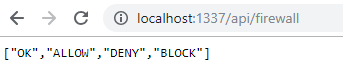 localhost:1337/api/firewall
["OK","ALLOW","DENY","BLOCK"]